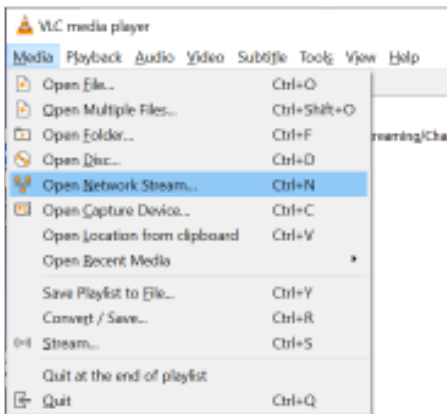 VLC media player
Media Playback Audio Video Subtitle Tools View Help
Open File... Ctrl+O
Open Multiple Files... Ctrl+Shift+O
Open Folder... Ctrl+F
reaming/Cha
Open Disc... Ctrl+D
Open Network Stream... Ctrl+N
Open Capture Device... Ctrl+C
Open Location from clipboard Ctrl+V
Open Recent Media
Save Playlist to File... Ctrl+Y
Convert / Save... Ctrl+R
Stream... Ctrl+S
Quit at the end of playlist
Quit Ctrl+Q